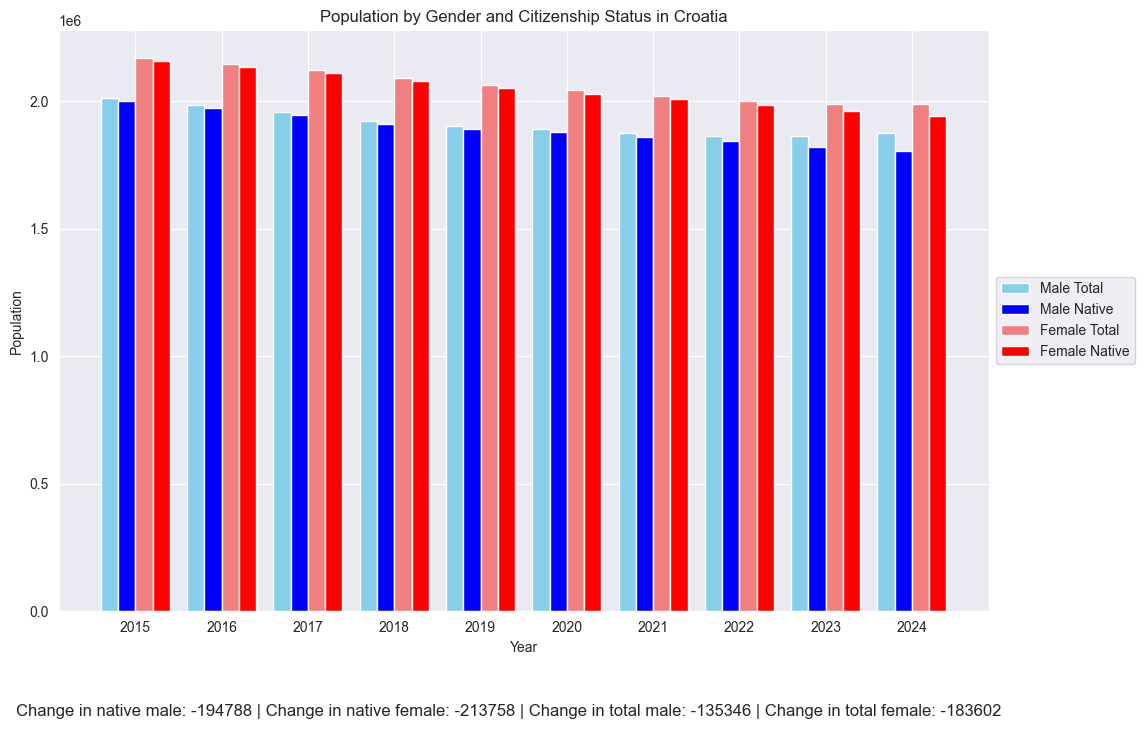 Population by Gender and Citizenship Status in Croatia
1e6
2.0
1.5
1.0
0.5
0.0
Population
2015 2016 2017 2018 2019 2020 2021 2022 2023 2024
Year
Male Total
Male Native
Female Total
Female Native
Change in native male: -194788 | Change in native female: -213758 | Change in total male: -135346 | Change in total female: -183602